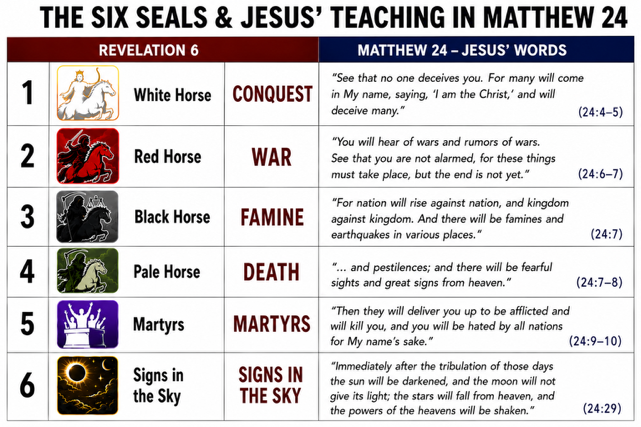 THE SIX SEALS & JESUS’ TEACHING IN MATTHEW 24
REVELATION 6
MATTHEW 24 – JESUS’ WORDS
1
White Horse
CONQUEST
“See that no one deceives you. For many will come
in My name, saying, ‘I am the Christ,’ and will
deceive many.”
(24:4–5)
2
Red Horse
WAR
“You will hear of wars and rumors of wars.
See that you are not alarmed, for these things
must take place, but the end is not yet.”
(24:6–7)
3
Black Horse
FAMINE
“For nation will rise against nation, and kingdom
against kingdom. And there will be famines and
earthquakes in various places.”
(24:7)
4
Pale Horse
DEATH
“... and pestilences; and there will be fearful
sights and great signs from heaven.”
(24:7–8)
5
Martyrs
MARTYRS
“Then they will deliver you up to be afflicted and
will kill you, and you will be hated by all nations
for My name’s sake.”
(24:9–10)
6
Signs in
the Sky
SIGNS IN
THE SKY
“Immediately after the tribulation of those days
the sun will be darkened, and the moon will not
give its light; the stars will fall from heaven, and
the powers of the heavens will be shaken.”
(24:29)